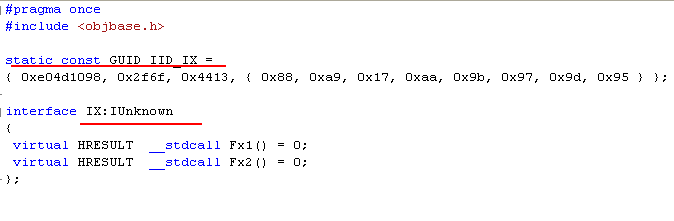 #pragma once
#include <objbase.h>
static const GUID IID_IX =
{ 0xe04d1098, 0x2f6f, 0x4413, { 0x88, 0xa9, 0x17, 0xaa, 0x9b, 0x97, 0x9d, 0x95 } };
interface IX:IUnknown
{
virtual HRESULT __stdcall Fx1() = 0;
virtual HRESULT __stdcall Fx2() = 0;
};